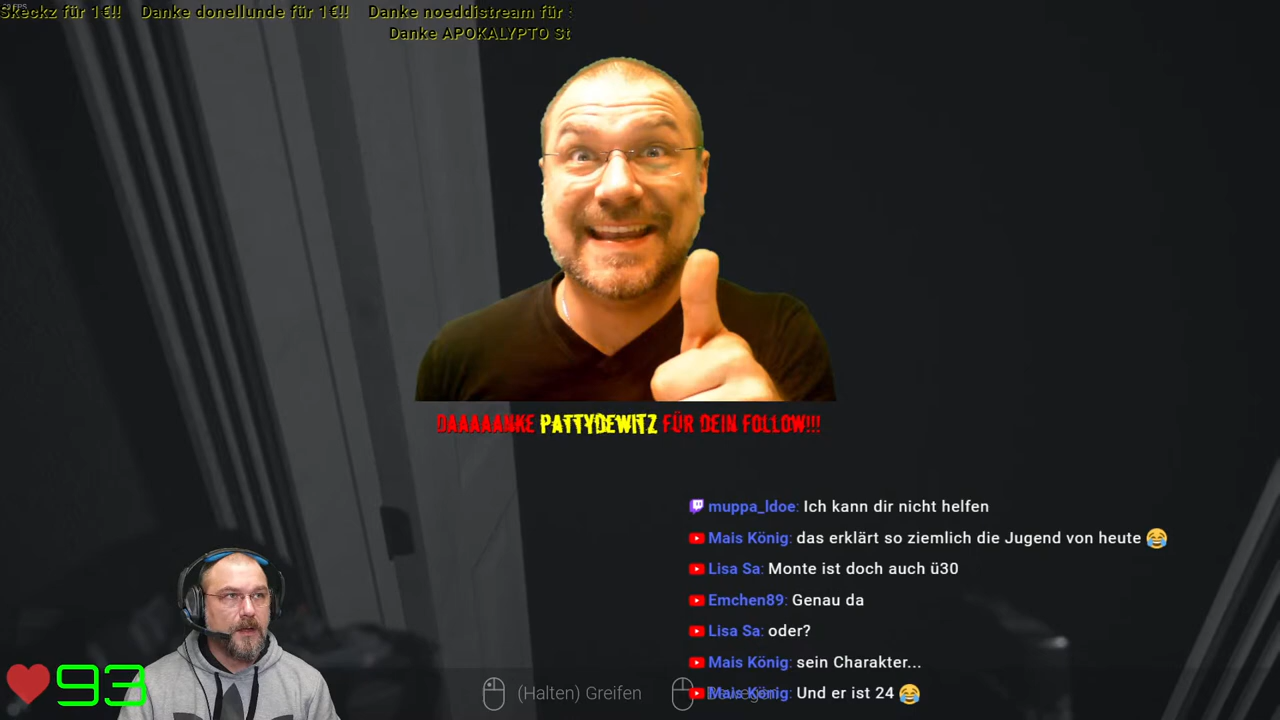 Skeckz für 1€!! Danke donellunde für 1€!! Danke noeddistream für
Danke APOKALYPTO St
DAAAAANKE PATTYDEWITZ FÜR DEIN FOLLOW!!!
muppa_ldoe: Ich kann dir nicht helfen
Mais König: das erklärt so ziemlich die Jugend von heute 😂
Lisa Sa: Monte ist doch auch ü30
Emchen89: Genau da
Lisa Sa: oder?
Mais König: sein Charakter...
Mais König: Und er ist 24 😂
(Halten) Greifen
93